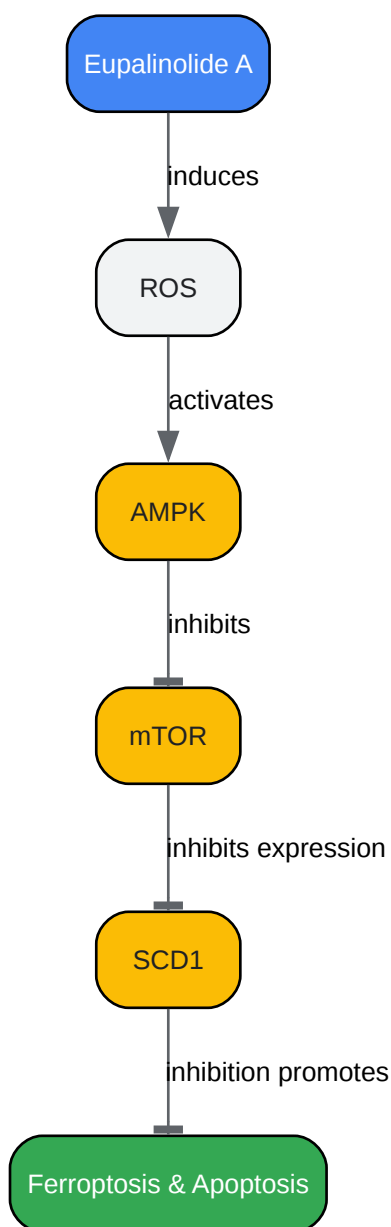 Eupalinolide A
induces
ROS
activates
AMPK
inhibits
mTOR
inhibits expression
SCD1
inhibition promotes
Ferroptosis & Apoptosis